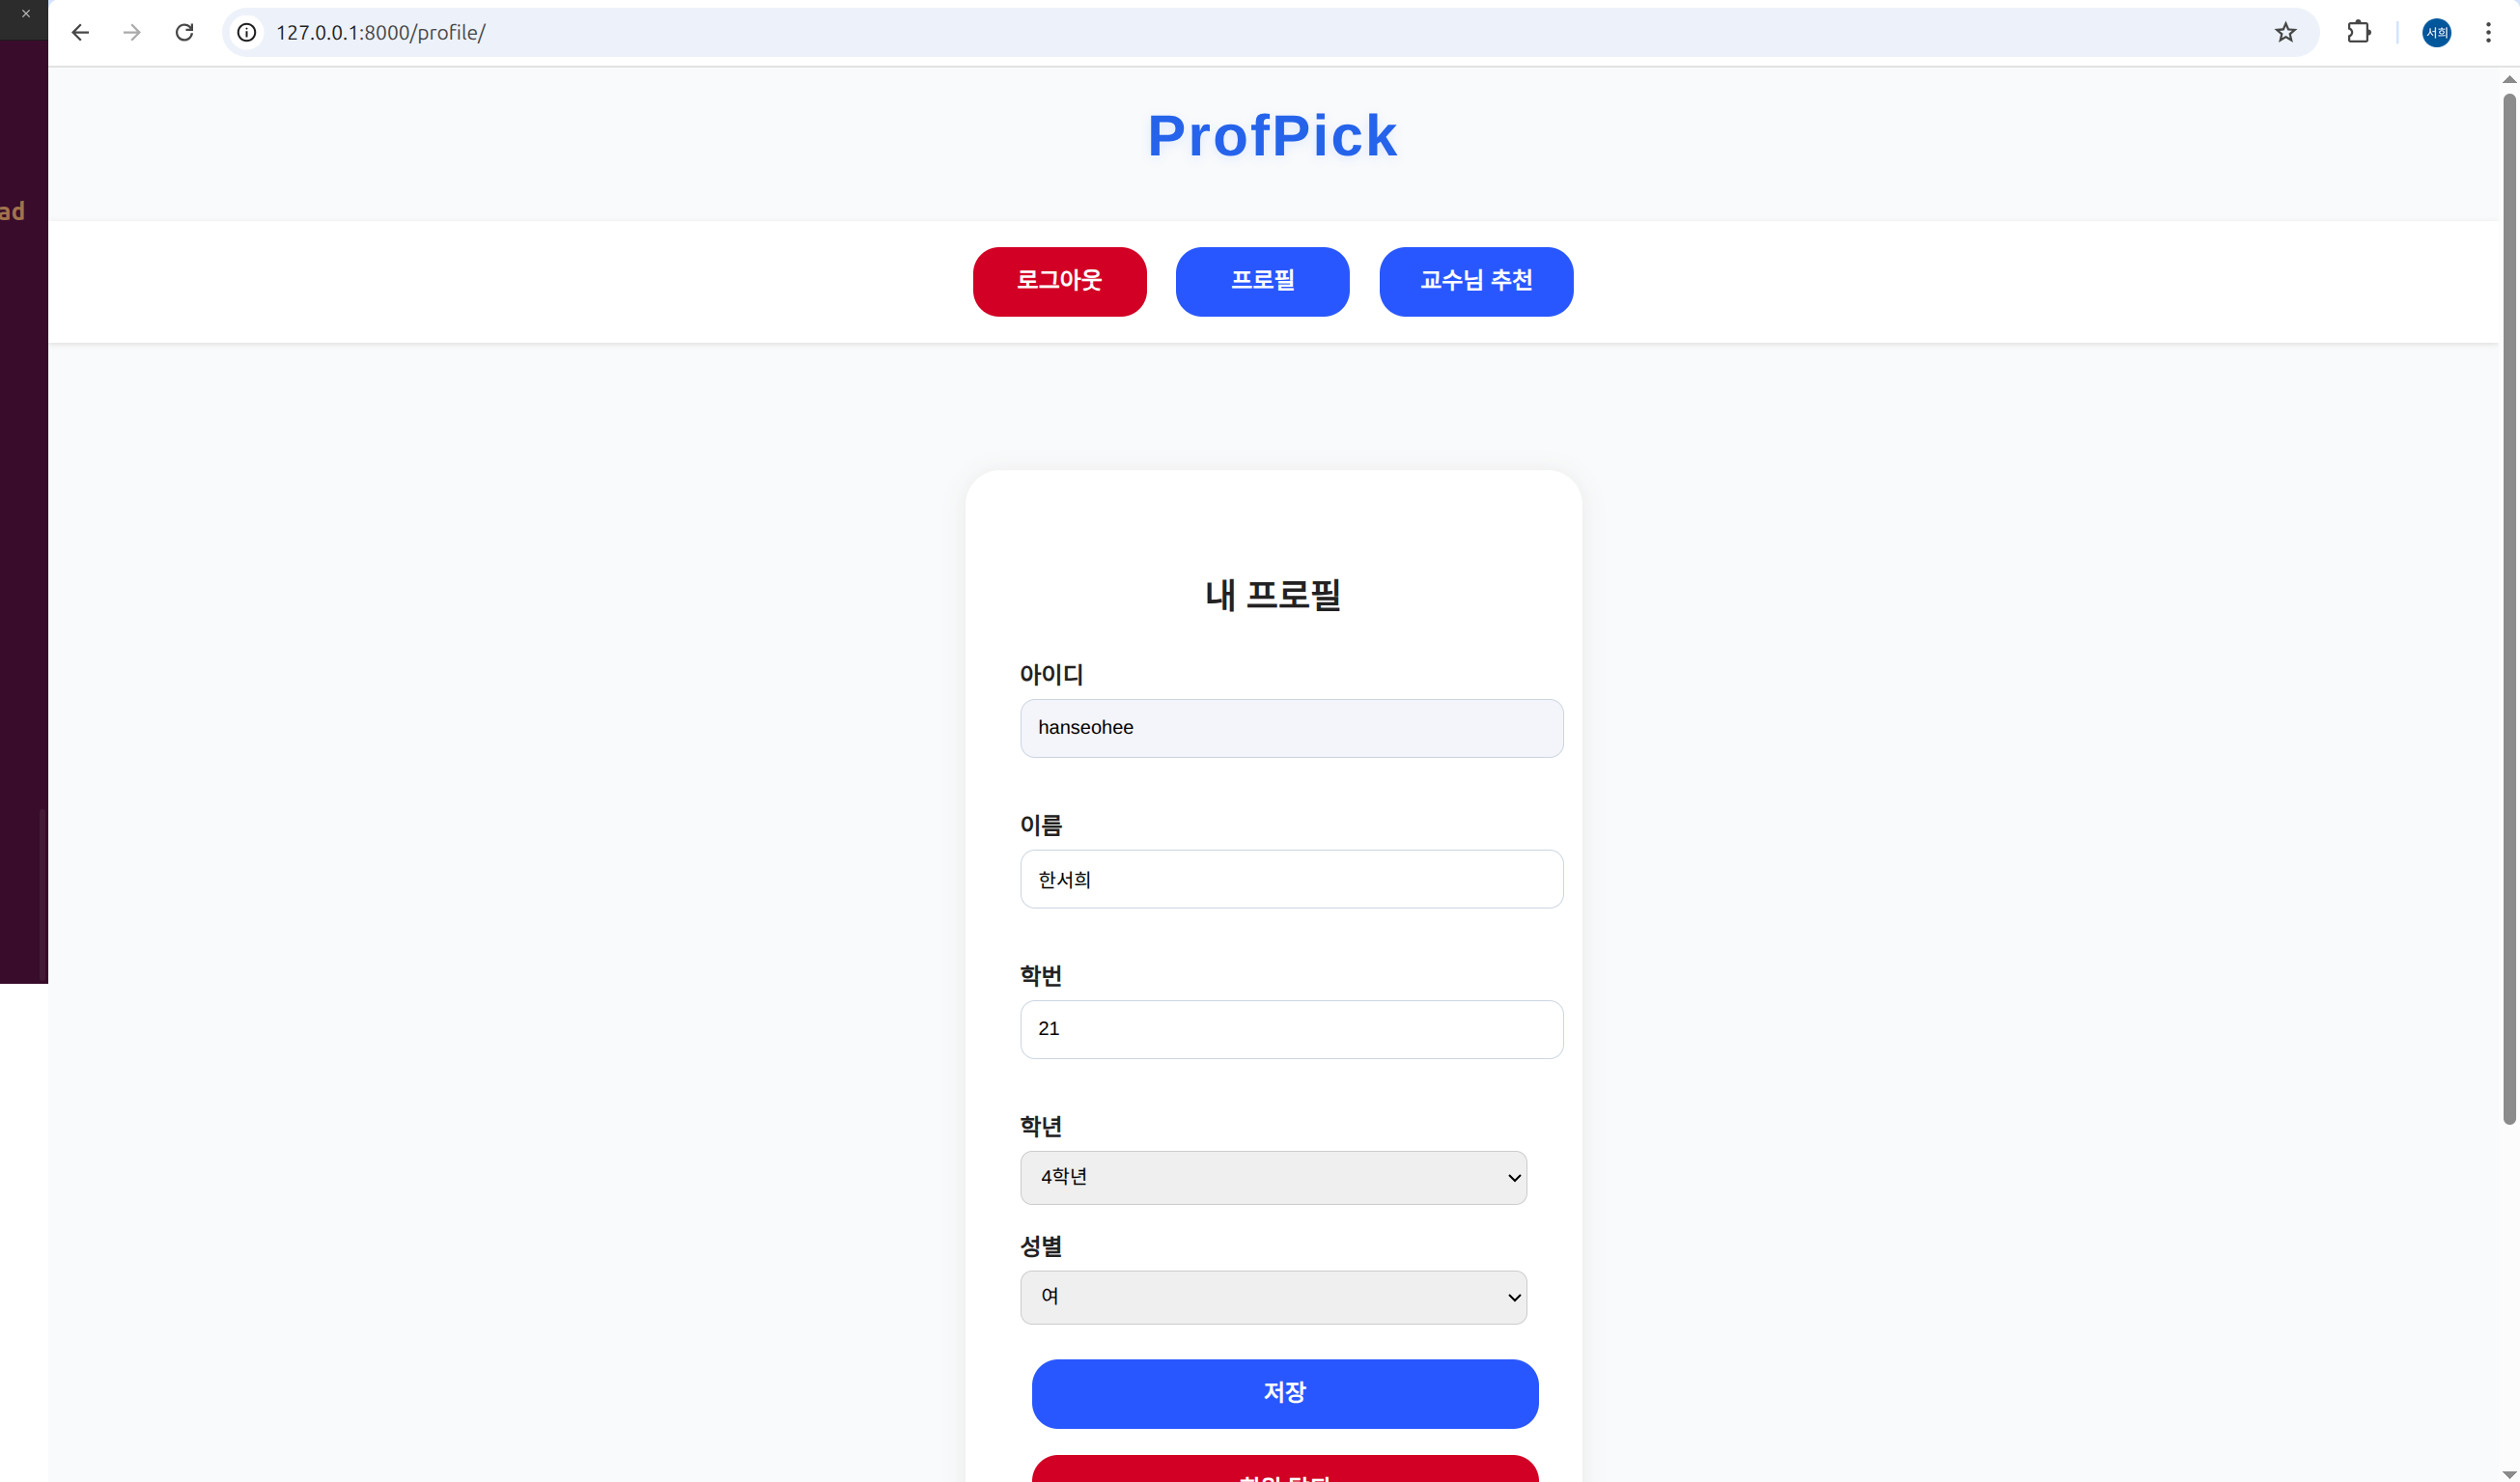 127.0.0.1:8000/profile/
서희
ad
ProfPick
로그아웃 프로필 교수님 추천
내 프로필
아이디
hanseohee
이름
한서희
학번
21
학년
4학년
성별
여
저장